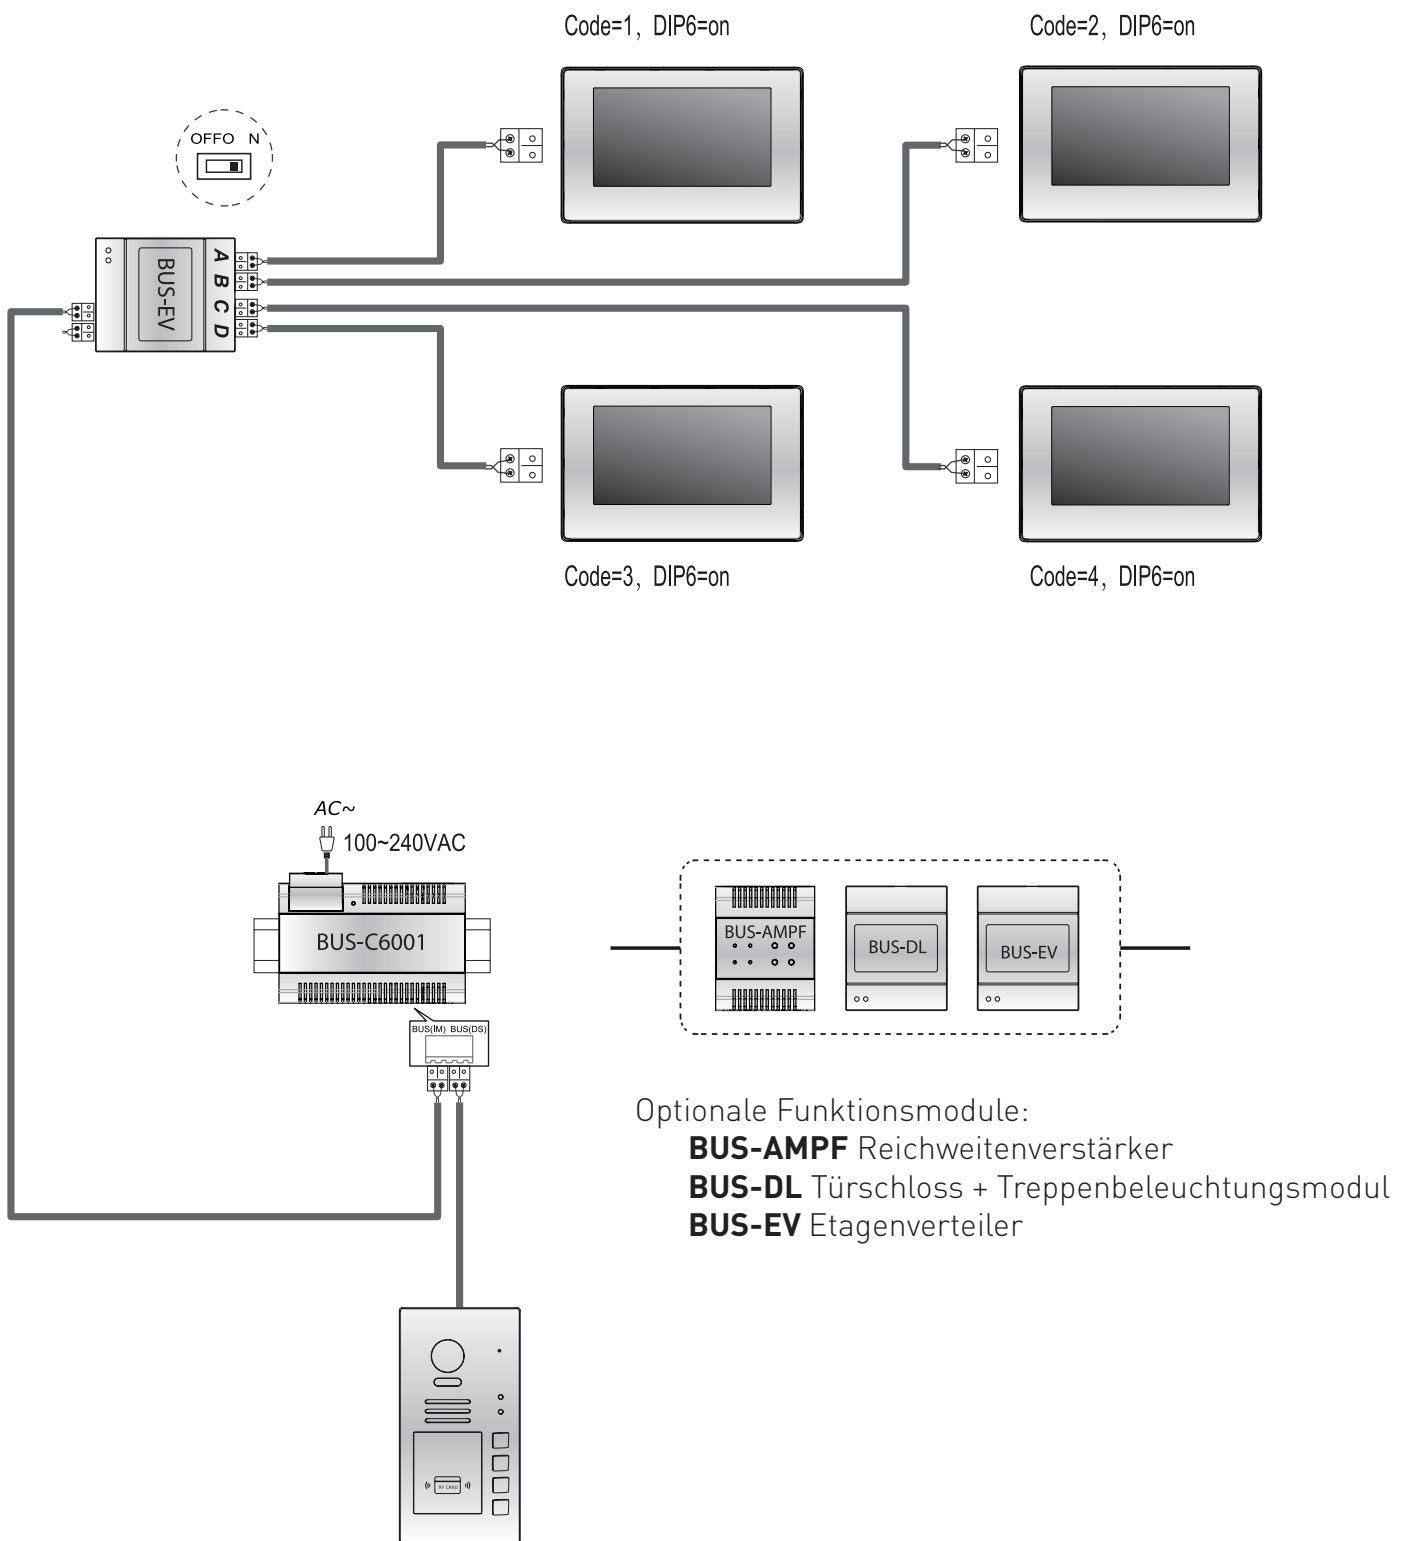 Code=1, DIP6=on
Code=2, DIP6=on
OFFO N
BUS-EV
A
B
C
D
Code=3, DIP6=on
Code=4, DIP6=on
AC~
100~240VAC
BUS-C6001
BUS(IM) BUS(DS)
BUS-AMPF
BUS-DL
BUS-EV
Optionale Funktionsmodule:
BUS-AMPF Reichweitenverstärker
BUS-DL Türschloss + Treppenbeleuchtungsmodul
BUS-EV Etagenverteiler
RF CARD